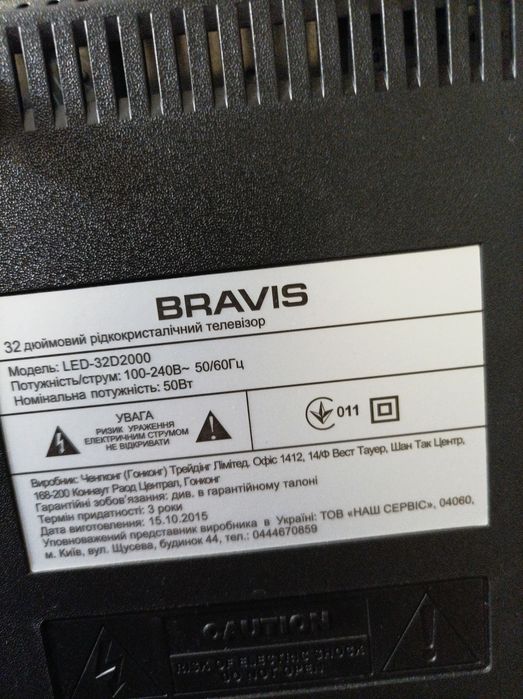 BRAVIS
32 дюймовий рідкокристалічний телевізор
Модель: LED-32D2000
Потужність/струм: 100-240В~ 50/60Гц
Номінальна потужність: 50Вт
УВАГА
РИЗИК УРАЖЕННЯ
ЕЛЕКТРИЧНИМ СТРУМОМ
НЕ ВІДКРИВАТИ
011
Виробник: Ченгконг (Гонконг) Трейдінг Лімітед. Офіс 1412, 14/Ф Вест Тауер, Шан Так Центр,
168-200 Коннаут Раод Централ, Гонконг
Гарантійні зобов'язання: див. в гарантійному талоні
Термін придатності: 3 роки
Дата виготовлення: 15.10.2015
Уповноважений представник виробника в Україні: ТОВ «НАШ СЕРВІС», 04060,
м. Київ, вул. Щусева, будинок 44, тел.: 0444670859
CAUTION
RISK OF ELECTRIC SHOCK
DO NOT OPEN